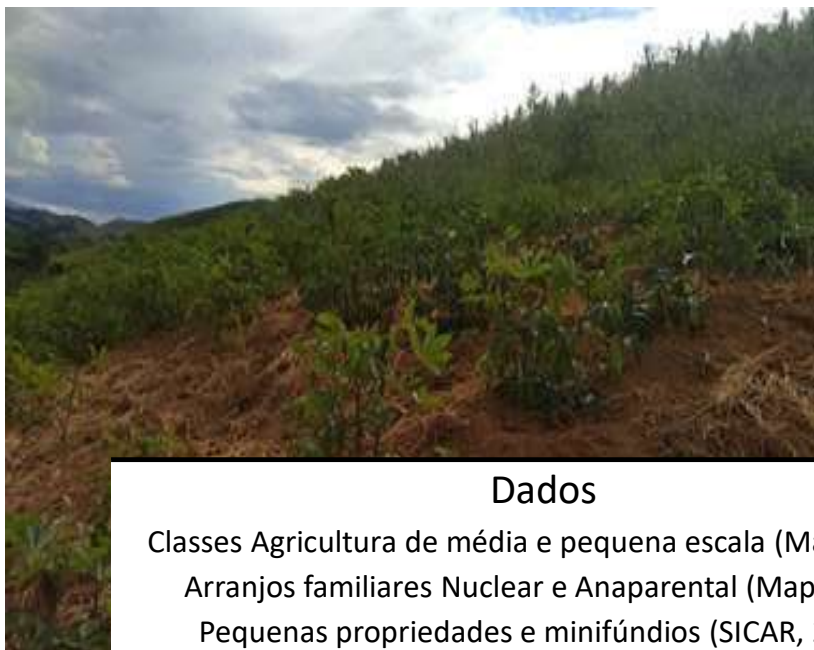 Dados
Classes Agricultura de média e pequena escala
Arranjos familiares Nuclear e Anaparental
Pequenas propriedades e minifúndios (SICAR,